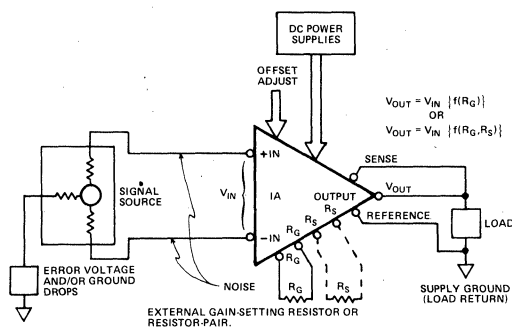 DC POWER
SUPPLIES
OFFSET
ADJUST
V_OUT = V_IN {f(R_G)}
OR
V_OUT = V_IN {f(R_G,R_S)}
SENSE
+IN
SIGNAL
SOURCE
V_IN
IA
OUTPUT
V_OUT
R_S
REFERENCE
R_S
LOAD
−IN
R_G
R_G
ERROR VOLTAGE
AND/OR GROUND
DROPS
NOISE
R_G
R_S
SUPPLY GROUND
(LOAD RETURN)
EXTERNAL GAIN-SETTING RESISTOR OR
RESISTOR-PAIR.